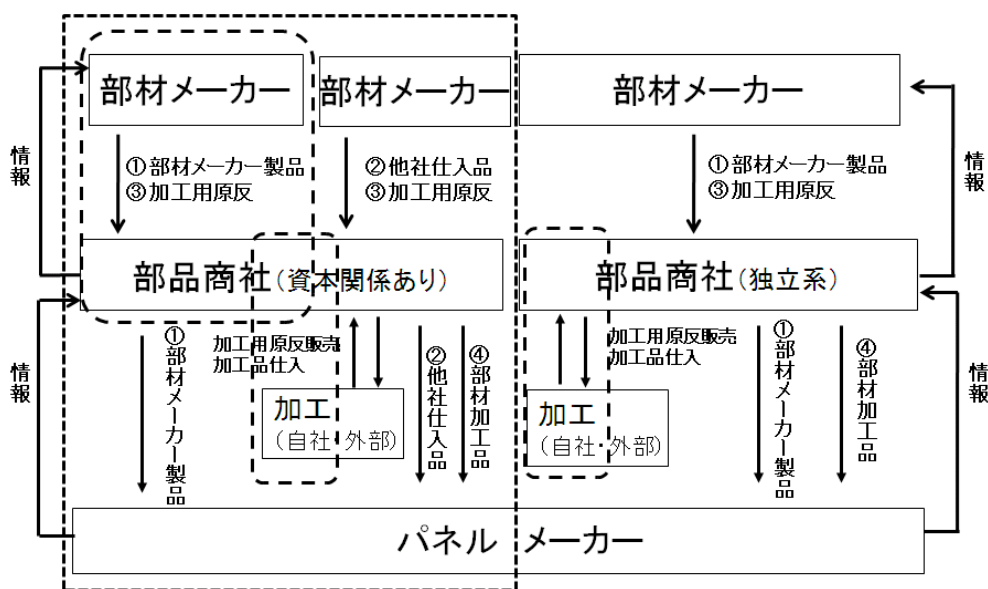 部材メーカー
部材メーカー
部材メーカー
情報
①部材メーカー製品
③加工用原反
②他社仕入品
③加工用原反
①部材メーカー製品
③加工用原反
情報
部品商社(資本関係あり)
部品商社(独立系)
情報
①部材メーカー製品
加工用原反販売
加工品仕入
②他社仕入品
④部材加工品
加工用原反販売
加工品仕入
①部材メーカー製品
④部材加工品
情報
加工
(自社・外部)
加工
(自社・外部)
パネルメーカー